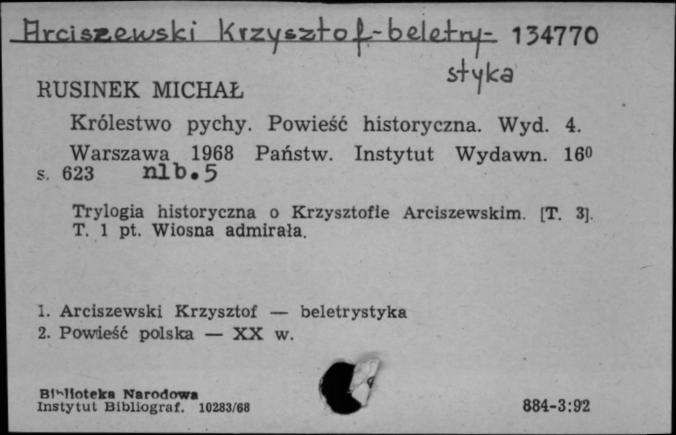 Arciszewski Krzysztof - beletry- 134770
styka
RUSINEK MICHAŁ
Królestwo pychy. Powieść historyczna. Wyd. 4.
Warszawa 1968 Państw. Instytut Wydawn. 16⁰
s. 623 nlb. 5
Trylogia historyczna o Krzysztofie Arciszewskim. [T. 3].
T. 1 pt. Wiosna admirała.
1. Arciszewski Krzysztof — beletrystyka
2. Powieść polska — XX w.
Biblioteka Narodowa
Instytut Bibliograf. 10283/68
884-3:92